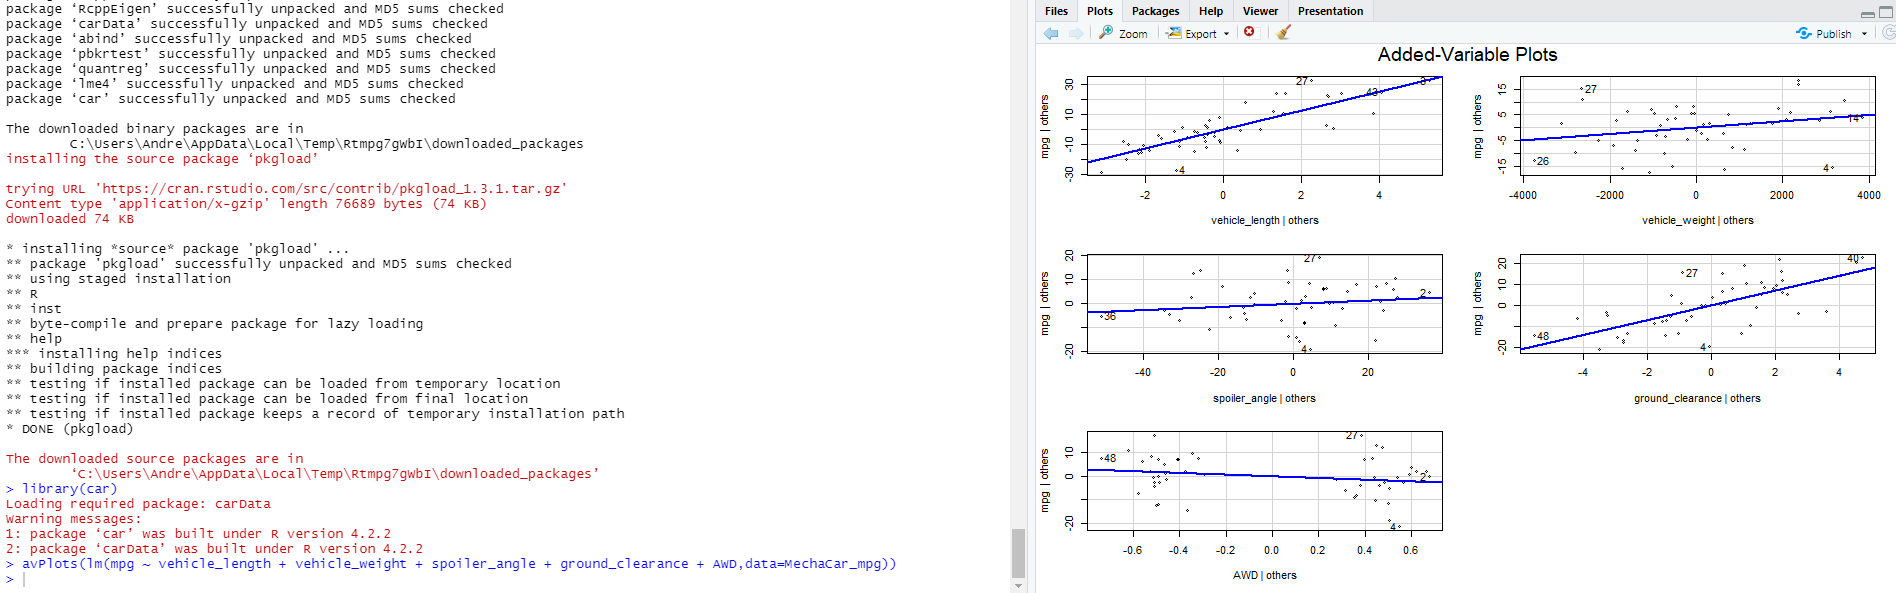 package ‘RcppEigen’ successfully unpacked and MD5 sums checked
package ‘carData’ successfully unpacked and MD5 sums checked
package ‘abind’ successfully unpacked and MD5 sums checked
package ‘pbkrtest’ successfully unpacked and MD5 sums checked
package ‘quantreg’ successfully unpacked and MD5 sums checked
package ‘lme4’ successfully unpacked and MD5 sums checked
package ‘car’ successfully unpacked and MD5 sums checked
The downloaded binary packages are in
C:\Users\Andre\AppData\Local\Temp\Rtmpg7gWbI\downloaded_packages
installing the source package ‘pkgload’
trying URL 'https://cran.rstudio.com/src/contrib/pkgload_1.3.1.tar.gz'
Content type 'application/x-gzip' length 76689 bytes (74 KB)
downloaded 74 KB
* installing *source* package 'pkgload' ...
** package 'pkgload' successfully unpacked and MD5 sums checked
** using staged installation
** R
** inst
** byte-compile and prepare package for lazy loading
** help
*** installing help indices
** building package indices
** testing if installed package can be loaded from temporary location
** testing if installed package can be loaded from final location
** testing if installed package keeps a record of temporary installation path
* DONE (pkgload)
The downloaded source packages are in
‘C:\Users\Andre\AppData\Local\Temp\Rtmpg7gWbI\downloaded_packages’
> library(car)
Loading required package: carData
Warning messages:
1: package ‘car’ was built under R version 4.2.2
2: package ‘carData’ was built under R version 4.2.2
> avPlots(lm(mpg ~ vehicle_length + vehicle_weight + spoiler_angle + ground_clearance + AWD,data=MechaCar_mpg))
>
Files Plots Packages Help Viewer Presentation
Zoom Export Publish
Added-Variable Plots
mpg | others
30
10
-10
-30
27
43
3
4
-2 0 2 4
vehicle_length | others
mpg | others
15
5
-5
-15
27
14
26
4
-4000 -2000 0 2000 4000
vehicle_weight | others
mpg | others
20
10
0
-20
27
2
36
4
-40 -20 0 20
spoiler_angle | others
mpg | others
20
10
0
-20
40
27
48
4
-4 -2 0 2 4
ground_clearance | others
mpg | others
10
0
-20
27
48
2
4
-0.6 -0.4 -0.2 0.0 0.2 0.4 0.6
AWD | others